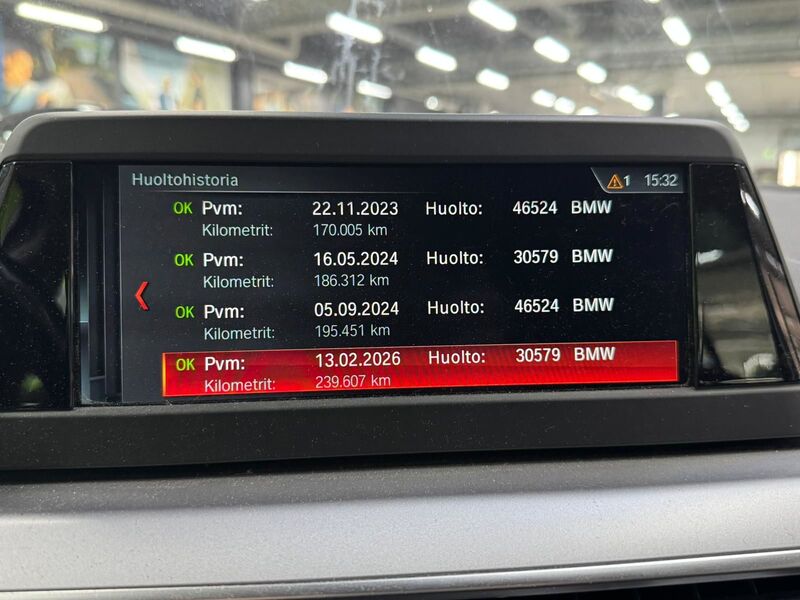 Huoltohistoria 1 15:32
OK Pvm: 22.11.2023 Huolto: 46524 BMW
Kilometrit: 170.005 km
OK Pvm: 16.05.2024 Huolto: 30579 BMW
Kilometrit: 186.312 km
OK Pvm: 05.09.2024 Huolto: 46524 BMW
Kilometrit: 195.451 km
OK Pvm: 13.02.2026 Huolto: 30579 BMW
Kilometrit: 239.607 km